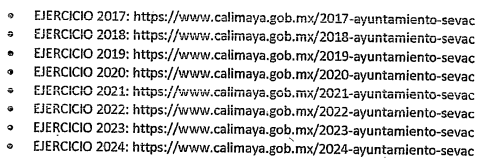 • EJERCICIO 2017: https://www.calimaya.gob.mx/2017-ayuntamiento-sevac
• EJERCICIO 2018: https://www.calimaya.gob.mx/2018-ayuntamiento-sevac
• EJERCICIO 2019: https://www.calimaya.gob.mx/2019-ayuntamiento-sevac
• EJERCICIO 2020: https://www.calimaya.gob.mx/2020-ayuntamiento-sevac
• EJERCICIO 2021: https://www.calimaya.gob.mx/2021-ayuntamiento-sevac
• EJERCICIO 2022: https://www.calimaya.gob.mx/2022-ayuntamiento-sevac
• EJERCICIO 2023: https://www.calimaya.gob.mx/2023-ayuntamiento-sevac
• EJERCICIO 2024: https://www.calimaya.gob.mx/2024-ayuntamiento-sevac